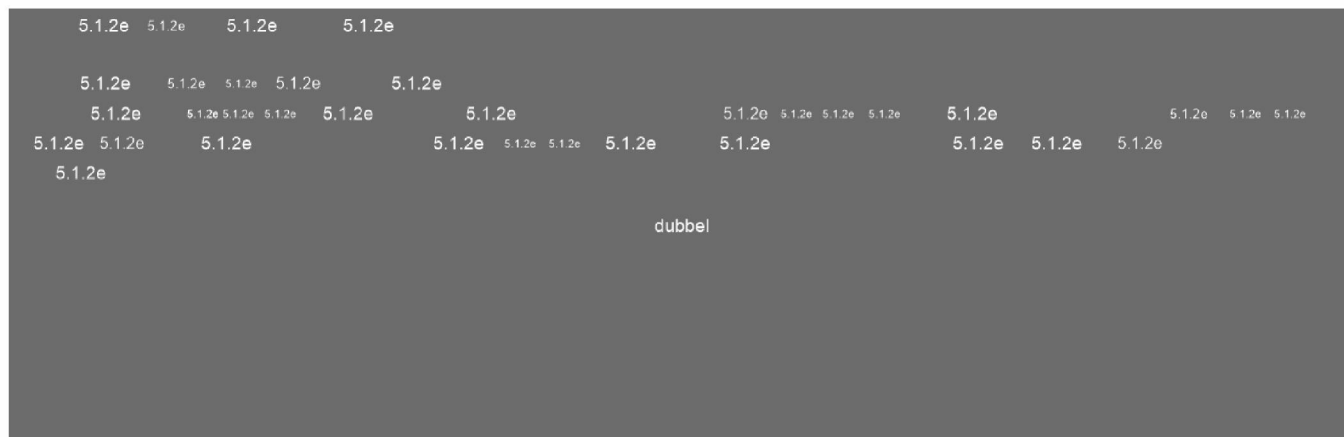 5.1.2e 5.1.2e 5.1.2e 5.1.2e
5.1.2e 5.1.2e 5.1.2e 5.1.2e 5.1.2e
5.1.2e 5.1.2e 5.1.2e 5.1.2e 5.1.2e 5.1.2e 5.1.2e 5.1.2e 5.1.2e 5.1.2e 5.1.2e 5.1.2e 5.1.2e 5.1.2e
5.1.2e 5.1.2e 5.1.2e 5.1.2e 5.1.2e 5.1.2e 5.1.2e 5.1.2e 5.1.2e 5.1.2e 5.1.2e
5.1.2e
dubbel